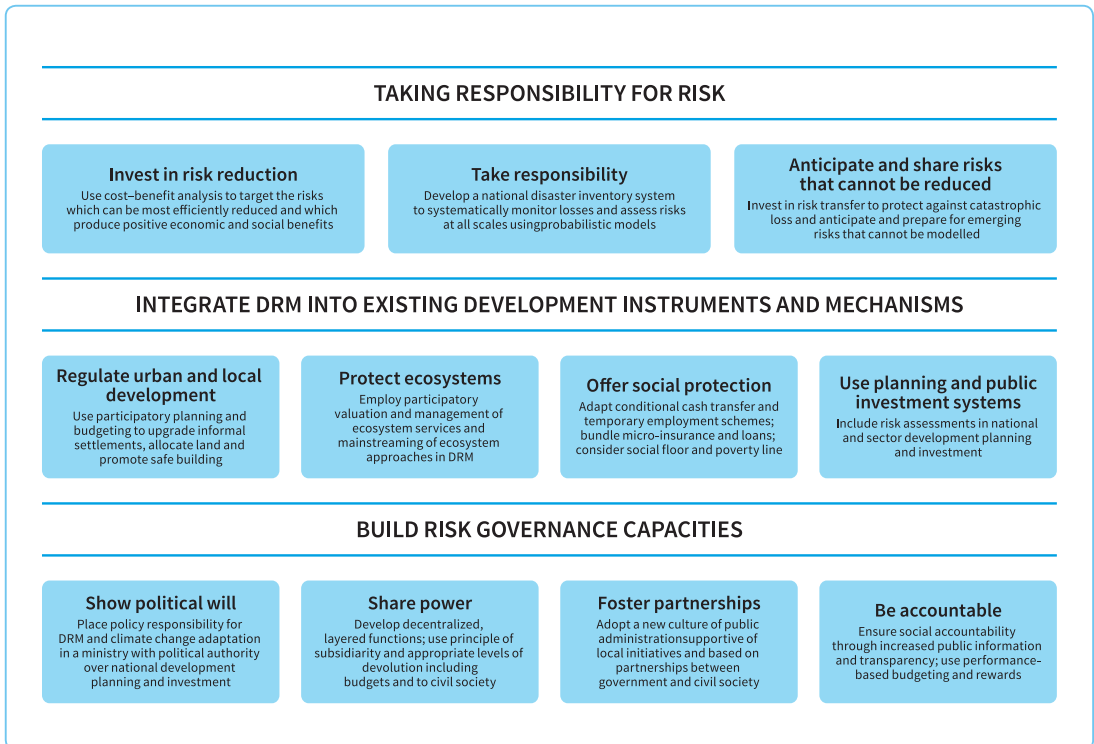 TAKING RESPONSIBILITY FOR RISK
Invest in risk reduction
Use cost–benefit analysis to target the risks
which can be most efficiently reduced and which
produce positive economic and social benefits
Take responsibility
Develop a national disaster inventory system
to systematically monitor losses and assess risks
at all scales usingprobabilistic models
Anticipate and share risks
that cannot be reduced
Invest in risk transfer to protect against catastrophic
loss and anticipate and prepare for emerging
risks that cannot be modelled
INTEGRATE DRM INTO EXISTING DEVELOPMENT INSTRUMENTS AND MECHANISMS
Regulate urban and local
development
Use participatory planning and
budgeting to upgrade informal
settlements, allocate land and
promote safe building
Protect ecosystems
Employ participatory
valuation and management of
ecosystem services and
mainstreaming of ecosystem
approaches in DRM
Offer social protection
Adapt conditional cash transfer and
temporary employment schemes;
bundle micro-insurance and loans;
consider social floor and poverty line
Use planning and public
investment systems
Include risk assessments in national
and sector development planning
and investment
BUILD RISK GOVERNANCE CAPACITIES
Show political will
Place policy responsibility for
DRM and climate change adaptation
in a ministry with political authority
over national development
planning and investment
Share power
Develop decentralized,
layered functions; use principle of
subsidiarity and appropriate levels of
devolution including
budgets and to civil society
Foster partnerships
Adopt a new culture of public
administrationsupportive of
local initiatives and based on
partnerships between
government and civil society
Be accountable
Ensure social accountability
through increased public information
and transparency; use performance-
based budgeting and rewards